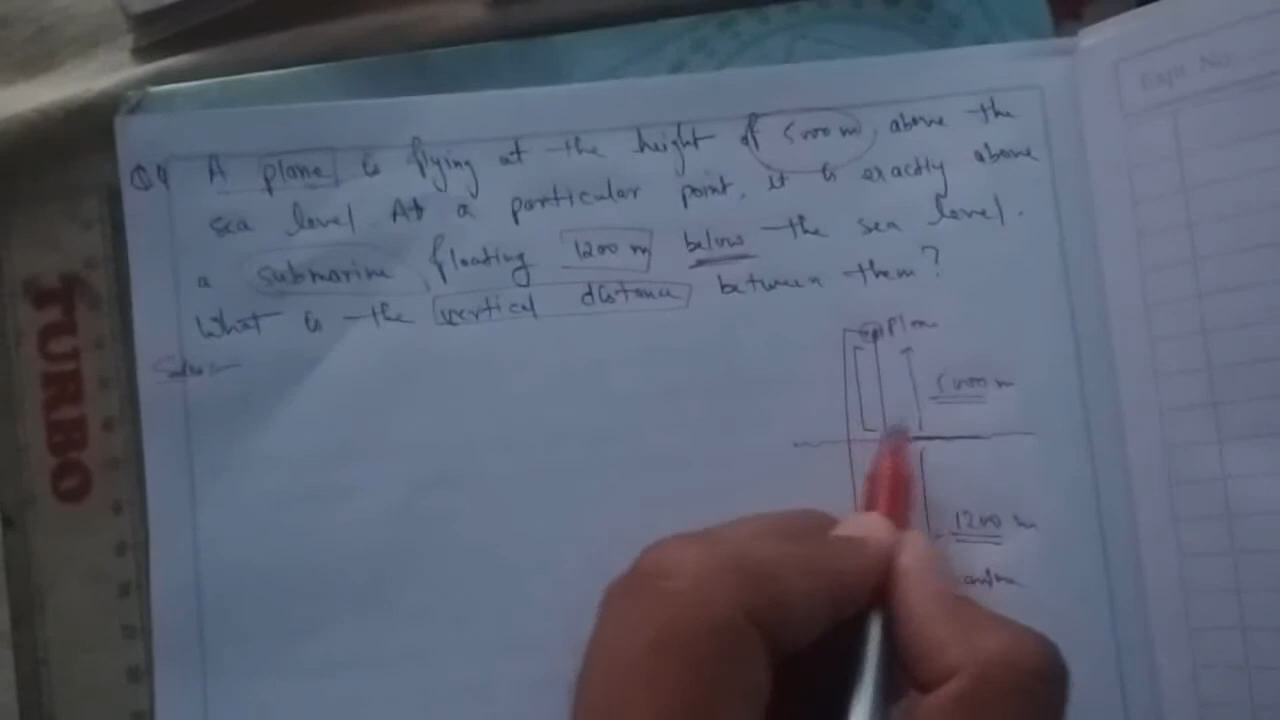 Expt. No.
Q4 A plane is flying at the height of 5000 m, above the
sea level. At a particular point, it is exactly above
a submarine floating 1200 m below the sea level.
What is the vertical distance between them?
Soln:-
Plane
5000 m
1200 m
TURBO